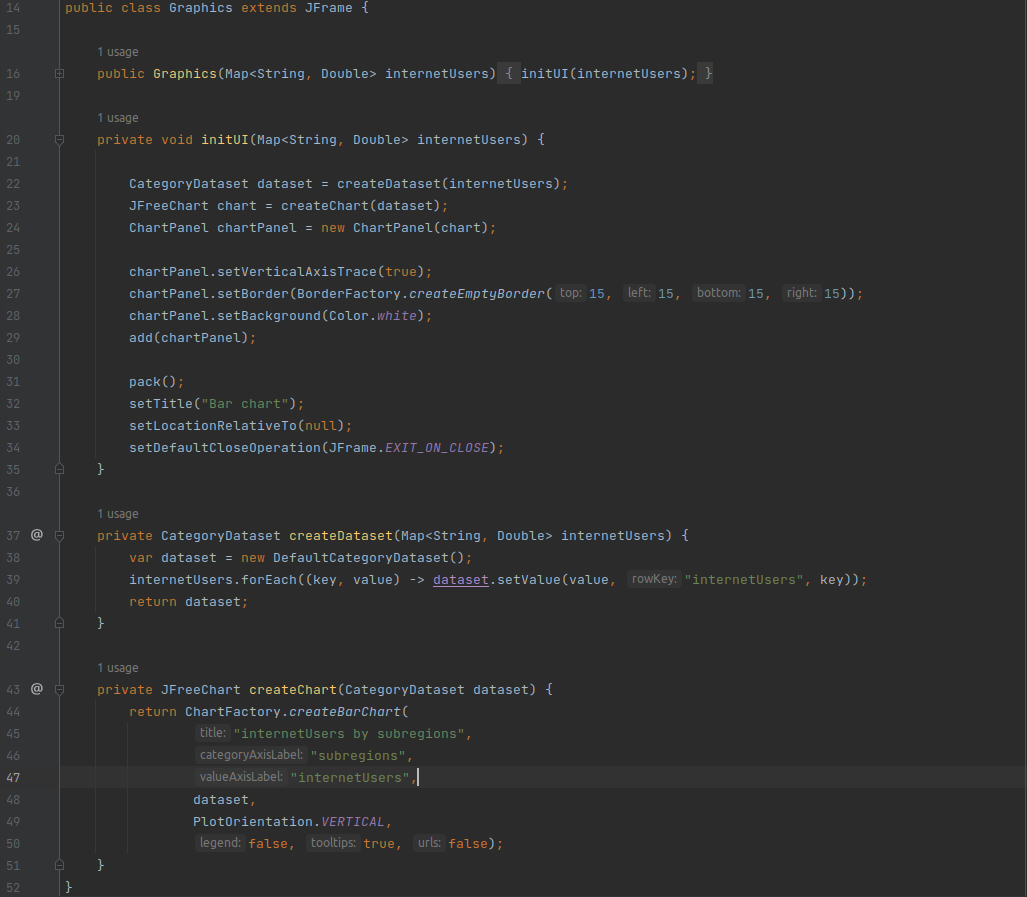 14 public class Graphics extends JFrame {
15
1 usage
16 public Graphics(Map<String, Double> internetUsers) { initUI(internetUsers); }
19
1 usage
20 private void initUI(Map<String, Double> internetUsers) {
21
22 CategoryDataset dataset = createDataset(internetUsers);
23 JFreeChart chart = createChart(dataset);
24 ChartPanel chartPanel = new ChartPanel(chart);
25
26 chartPanel.setVerticalAxisTrace(true);
27 chartPanel.setBorder(BorderFactory.createEmptyBorder( top: 15, left: 15, bottom: 15, right: 15));
28 chartPanel.setBackground(Color.white);
29 add(chartPanel);
30
31 pack();
32 setTitle("Bar chart");
33 setLocationRelativeTo(null);
34 setDefaultCloseOperation(JFrame.EXIT_ON_CLOSE);
35 }
36
1 usage
37 @ private CategoryDataset createDataset(Map<String, Double> internetUsers) {
38 var dataset = new DefaultCategoryDataset();
39 internetUsers.forEach((key, value) -> dataset.setValue(value, rowKey: "internetUsers", key));
40 return dataset;
41 }
42
1 usage
43 @ private JFreeChart createChart(CategoryDataset dataset) {
44 return ChartFactory.createBarChart(
45 title: "internetUsers by subregions",
46 categoryAxisLabel: "subregions",
47 valueAxisLabel: "internetUsers",
48 dataset,
49 PlotOrientation.VERTICAL,
50 legend: false, tooltips: true, urls: false);
51 }
52 }